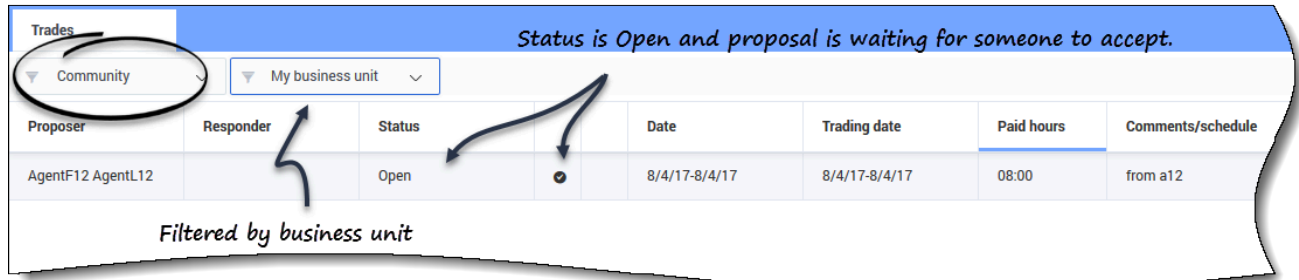 Trades
Status is Open and proposal is waiting for someone to accept.
Community My business unit
Proposer Responder Status Date Trading date Paid hours Comments/schedule
AgentF12 AgentL12 Open 8/4/17-8/4/17 8/4/17-8/4/17 08:00 from a12
Filtered by business unit